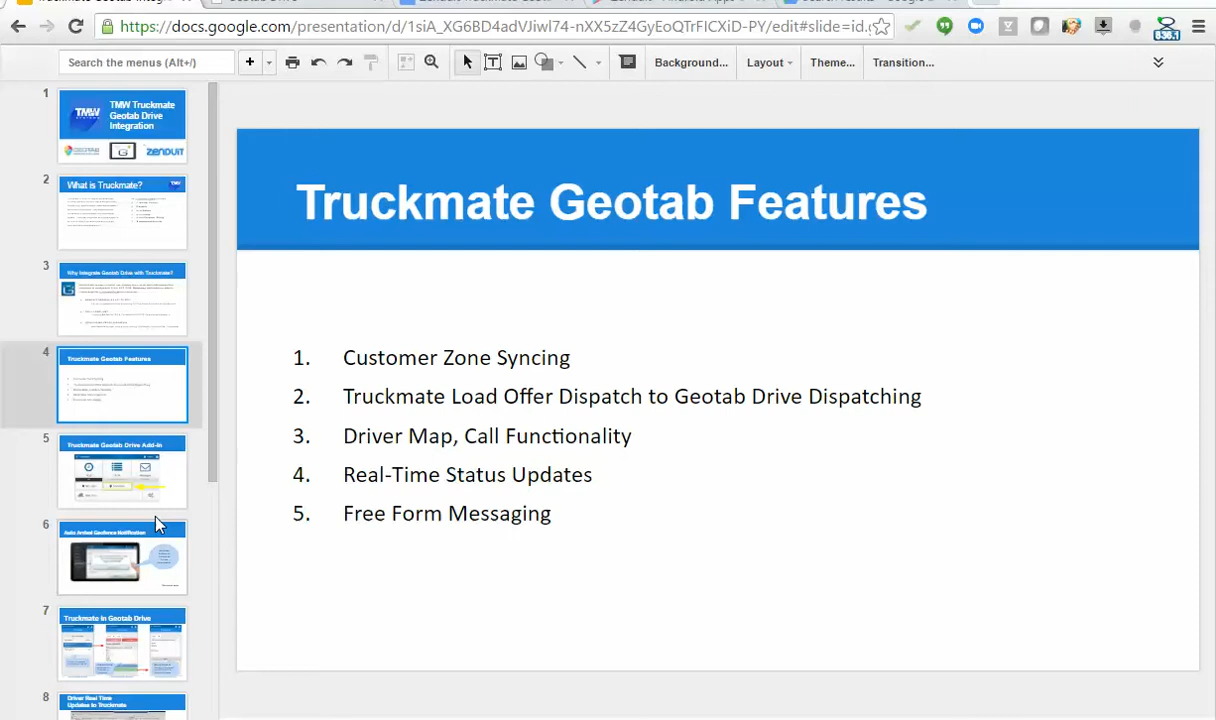 https://docs.google.com/presentation/d/1siA_XG6BD4adVJiwl74-nXX5zZ4GyEoQTrFICXiD-PY/edit#slide=id.g
Search the menus (Alt+/)
Background...
Layout
Theme...
Transition...
1
TMW Truckmate
Geotab Drive
Integration
TMW
ZENDUIT
2
What is Truckmate?
3
Why Integrate Geotab Drive with Truckmate?
4
Truckmate Geotab Features
5
Truckmate Geotab Drive Add-In
6
Auto Arrived Geofence Notification
7
Truckmate in Geotab Drive
8
Driver Real Time
Updates to Truckmate
Truckmate Geotab Features
1. Customer Zone Syncing
2. Truckmate Load Offer Dispatch to Geotab Drive Dispatching
3. Driver Map, Call Functionality
4. Real-Time Status Updates
5. Free Form Messaging